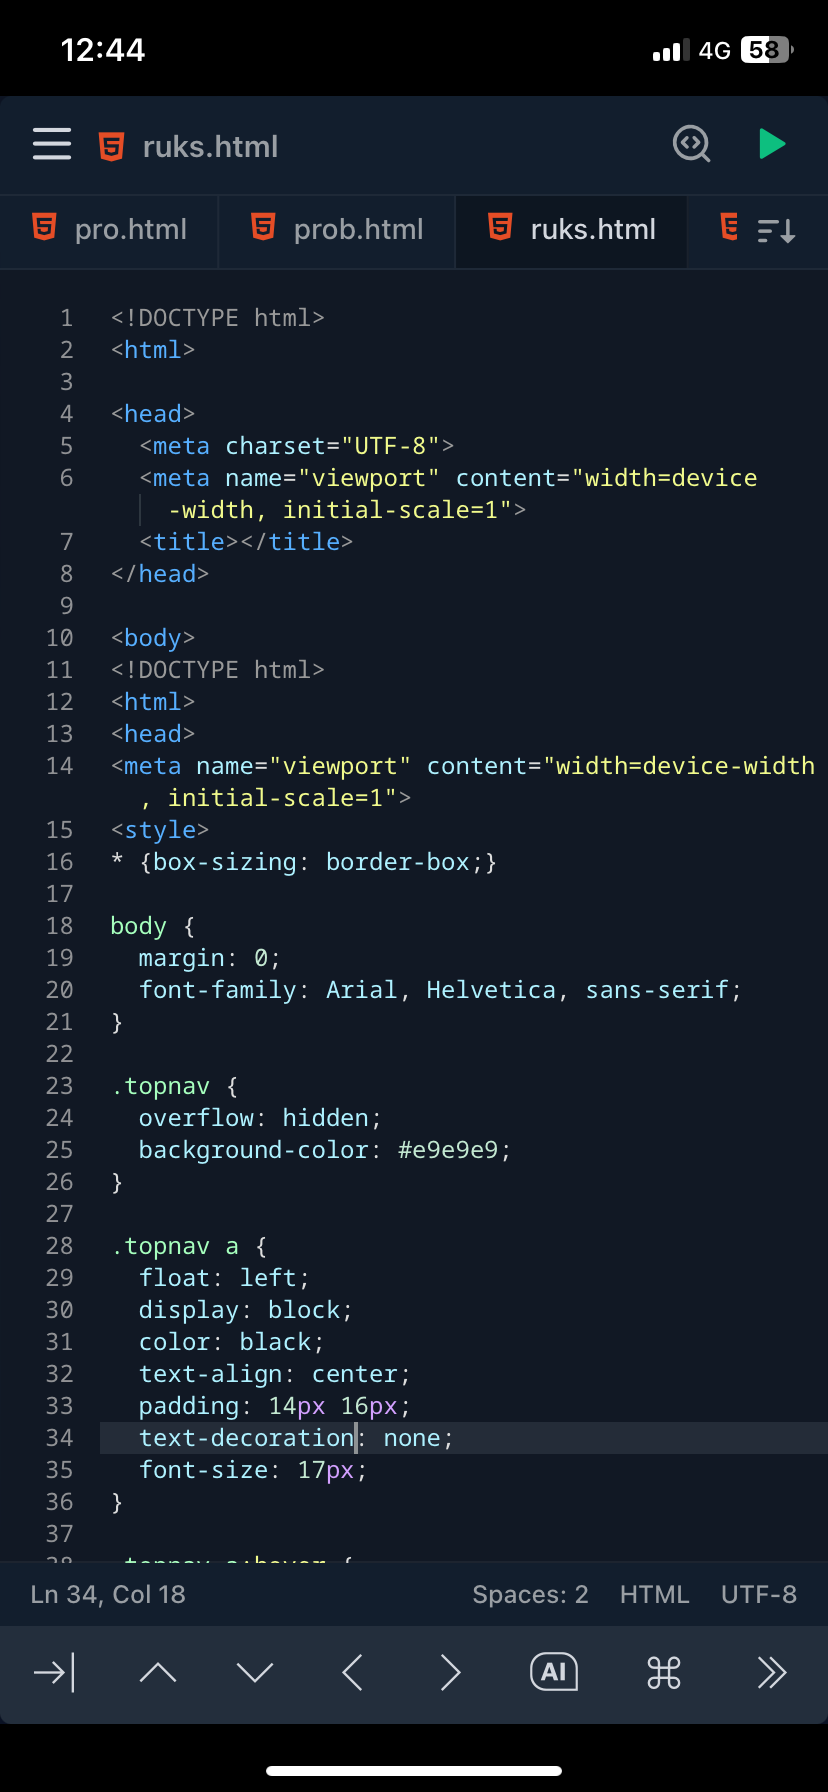 12:44
4G 58
ruks.html
pro.html
prob.html
ruks.html
1 <!DOCTYPE html>
2 <html>
3
4 <head>
5 <meta charset="UTF-8">
6 <meta name="viewport" content="width=device
-width, initial-scale=1">
7 <title></title>
8 </head>
9
10 <body>
11 <!DOCTYPE html>
12 <html>
13 <head>
14 <meta name="viewport" content="width=device-width
, initial-scale=1">
15 <style>
16 * {box-sizing: border-box;}
17
18 body {
19 margin: 0;
20 font-family: Arial, Helvetica, sans-serif;
21 }
22
23 .topnav {
24 overflow: hidden;
25 background-color: #e9e9e9;
26 }
27
28 .topnav a {
29 float: left;
30 display: block;
31 color: black;
32 text-align: center;
33 padding: 14px 16px;
34 text-decoration: none;
35 font-size: 17px;
36 }
37
38 .topnav a:hover {
Ln 34, Col 18
Spaces: 2 HTML UTF-8
AI